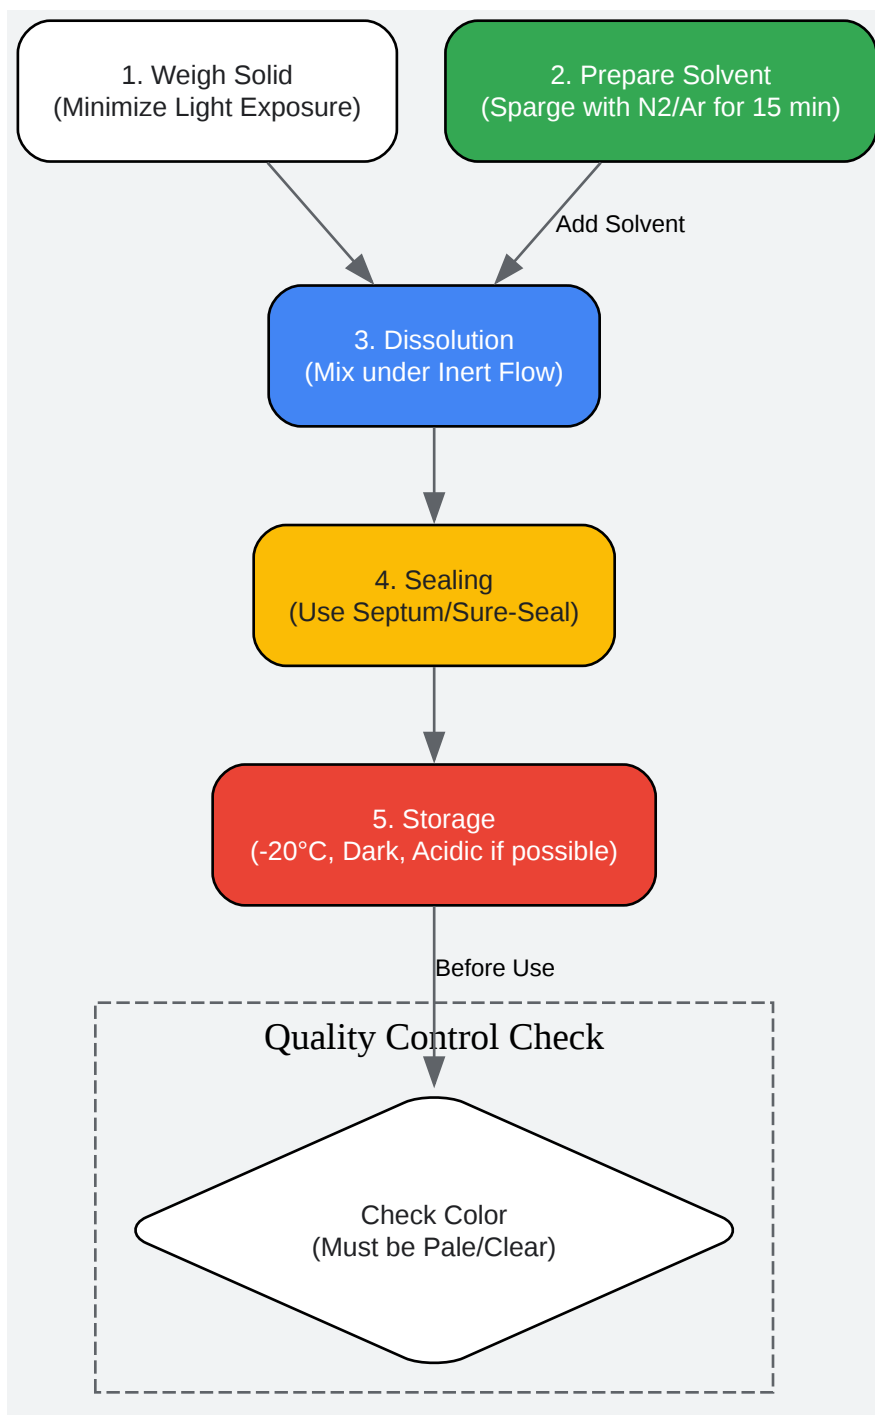 1. Weigh Solid
(Minimize Light Exposure)
2. Prepare Solvent
(Sparge with N2/Ar for 15 min)
Add Solvent
3. Dissolution
(Mix under Inert Flow)
4. Sealing
(Use Septum/Sure-Seal)
5. Storage
(-20°C, Dark, Acidic if possible)
Before Use
Quality Control Check
Check Color
(Must be Pale/Clear)